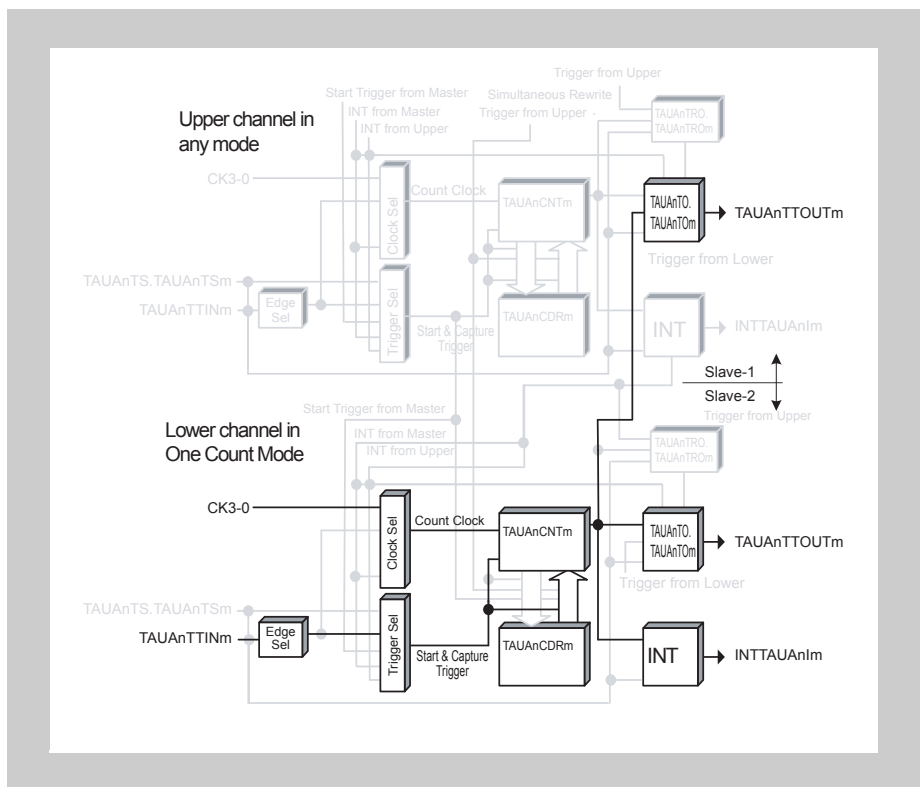 Trigger from Upper
Start Trigger from Master
Simultaneous Rewrite
Trigger from Upper
INT from Master
INT from Upper
Upper channel in
any mode
TAUAnTRO.
TAUAnTROm
CK3-0
Clock Sel
Count Clock
TAUAnCNTm
TAUAnTO.
TAUAnTOm
TAUAnTTOUTm
Trigger from Lower
TAUAnTS.TAUAnTSm
TAUAnTTINm
Edge
Sel
Trigger Sel
Start & Capture
Trigger
TAUAnCDRm
INT
INTTAUAnIm
Slave-1
Slave-2
Start Trigger from Master
Trigger from Upper
Lower channel in
One Count Mode
INT from Master
INT from Upper
TAUAnTRO.
TAUAnTROm
CK3-0
Clock Sel
Count Clock
TAUAnCNTm
TAUAnTO.
TAUAnTOm
TAUAnTTOUTm
Trigger from Lower
TAUAnTS.TAUAnTSm
TAUAnTTINm
Edge
Sel
Trigger Sel
Start & Capture
Trigger
TAUAnCDRm
INT
INTTAUAnIm